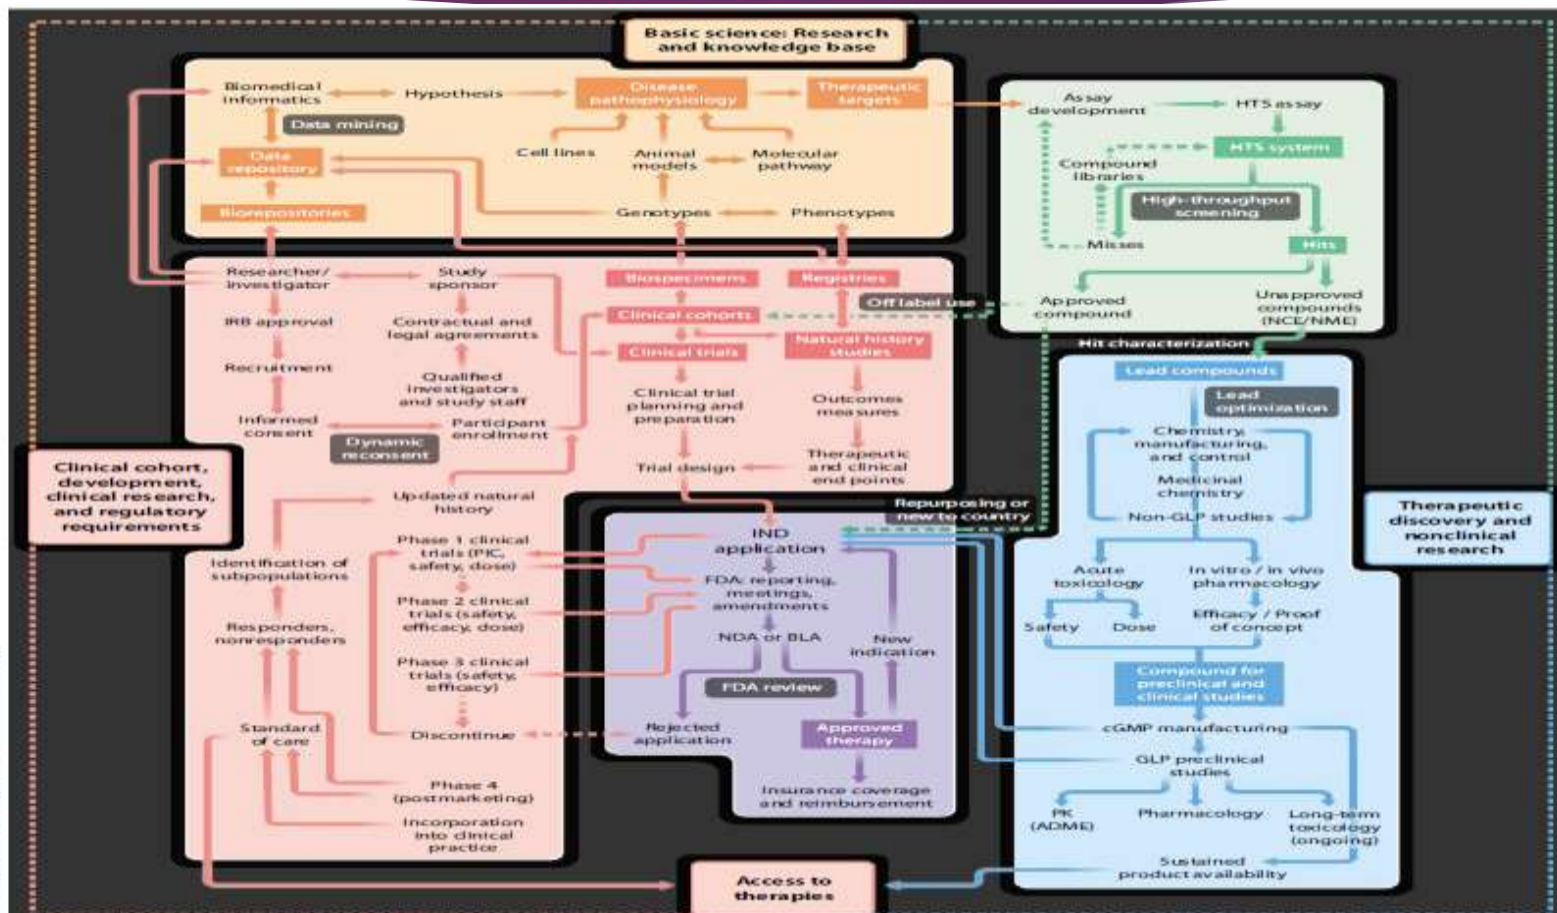 Basic science: Research
and knowledge base
Biomedical
informatics
Hypothesis
Disease
pathophysiology
Therapeutic
targets
Data mining
Cell lines
Animal
models
Molecular
pathway
Data
repository
Biorepositories
Genotypes
Phenotypes
Assay
development
HTS assay
HTS system
Compound
libraries
High-throughput
screening
Misses
Hits
Approved
compound
Unapproved
compounds
(NCE/NME)
Researcher/
investigator
Study
sponsor
Biospecimens
Registries
Off label use
IRB approval
Contractual and
legal agreements
Clinical cohorts
Clinical trials
Natural history
studies
Recruitment
Qualified
investigators
and study staff
Clinical trial
planning and
preparation
Outcomes
measures
Informed
consent
Participant
enrollment
Dynamic
reconsent
Trial design
Therapeutic
and clinical
end points
Clinical cohort,
development,
clinical research,
and regulatory
requirements
Updated natural
history
Identification of
subpopulations
Responders,
nonresponders
Standard
of care
Phase 1 clinical
trials (PIC,
safety, dose)
Phase 2 clinical
trials (safety,
efficacy, dose)
Phase 3 clinical
trials (safety,
efficacy)
Discontinue
Phase 4
(postmarketing)
Incorporation
into clinical
practice
Repurposing or
new to country
IND
application
FDA: reporting,
meetings,
amendments
NDA or BLA
New
indication
FDA review
Rejected
application
Approved
therapy
Insurance coverage
and reimbursement
Hit characterization
Lead compounds
Lead
optimization
Chemistry,
manufacturing,
and control
Medicinal
chemistry
Non-GLP studies
Therapeutic
discovery and
nonclinical
research
Acute
toxicology
In vitro / in vivo
pharmacology
Safety
Dose
Efficacy / Proof
of concept
Compound for
preclinical and
clinical studies
cGMP manufacturing
GLP preclinical
studies
PK
(ADME)
Pharmacology
Long-term
toxicology
(ongoing)
Sustained
product availability
Access to
therapies